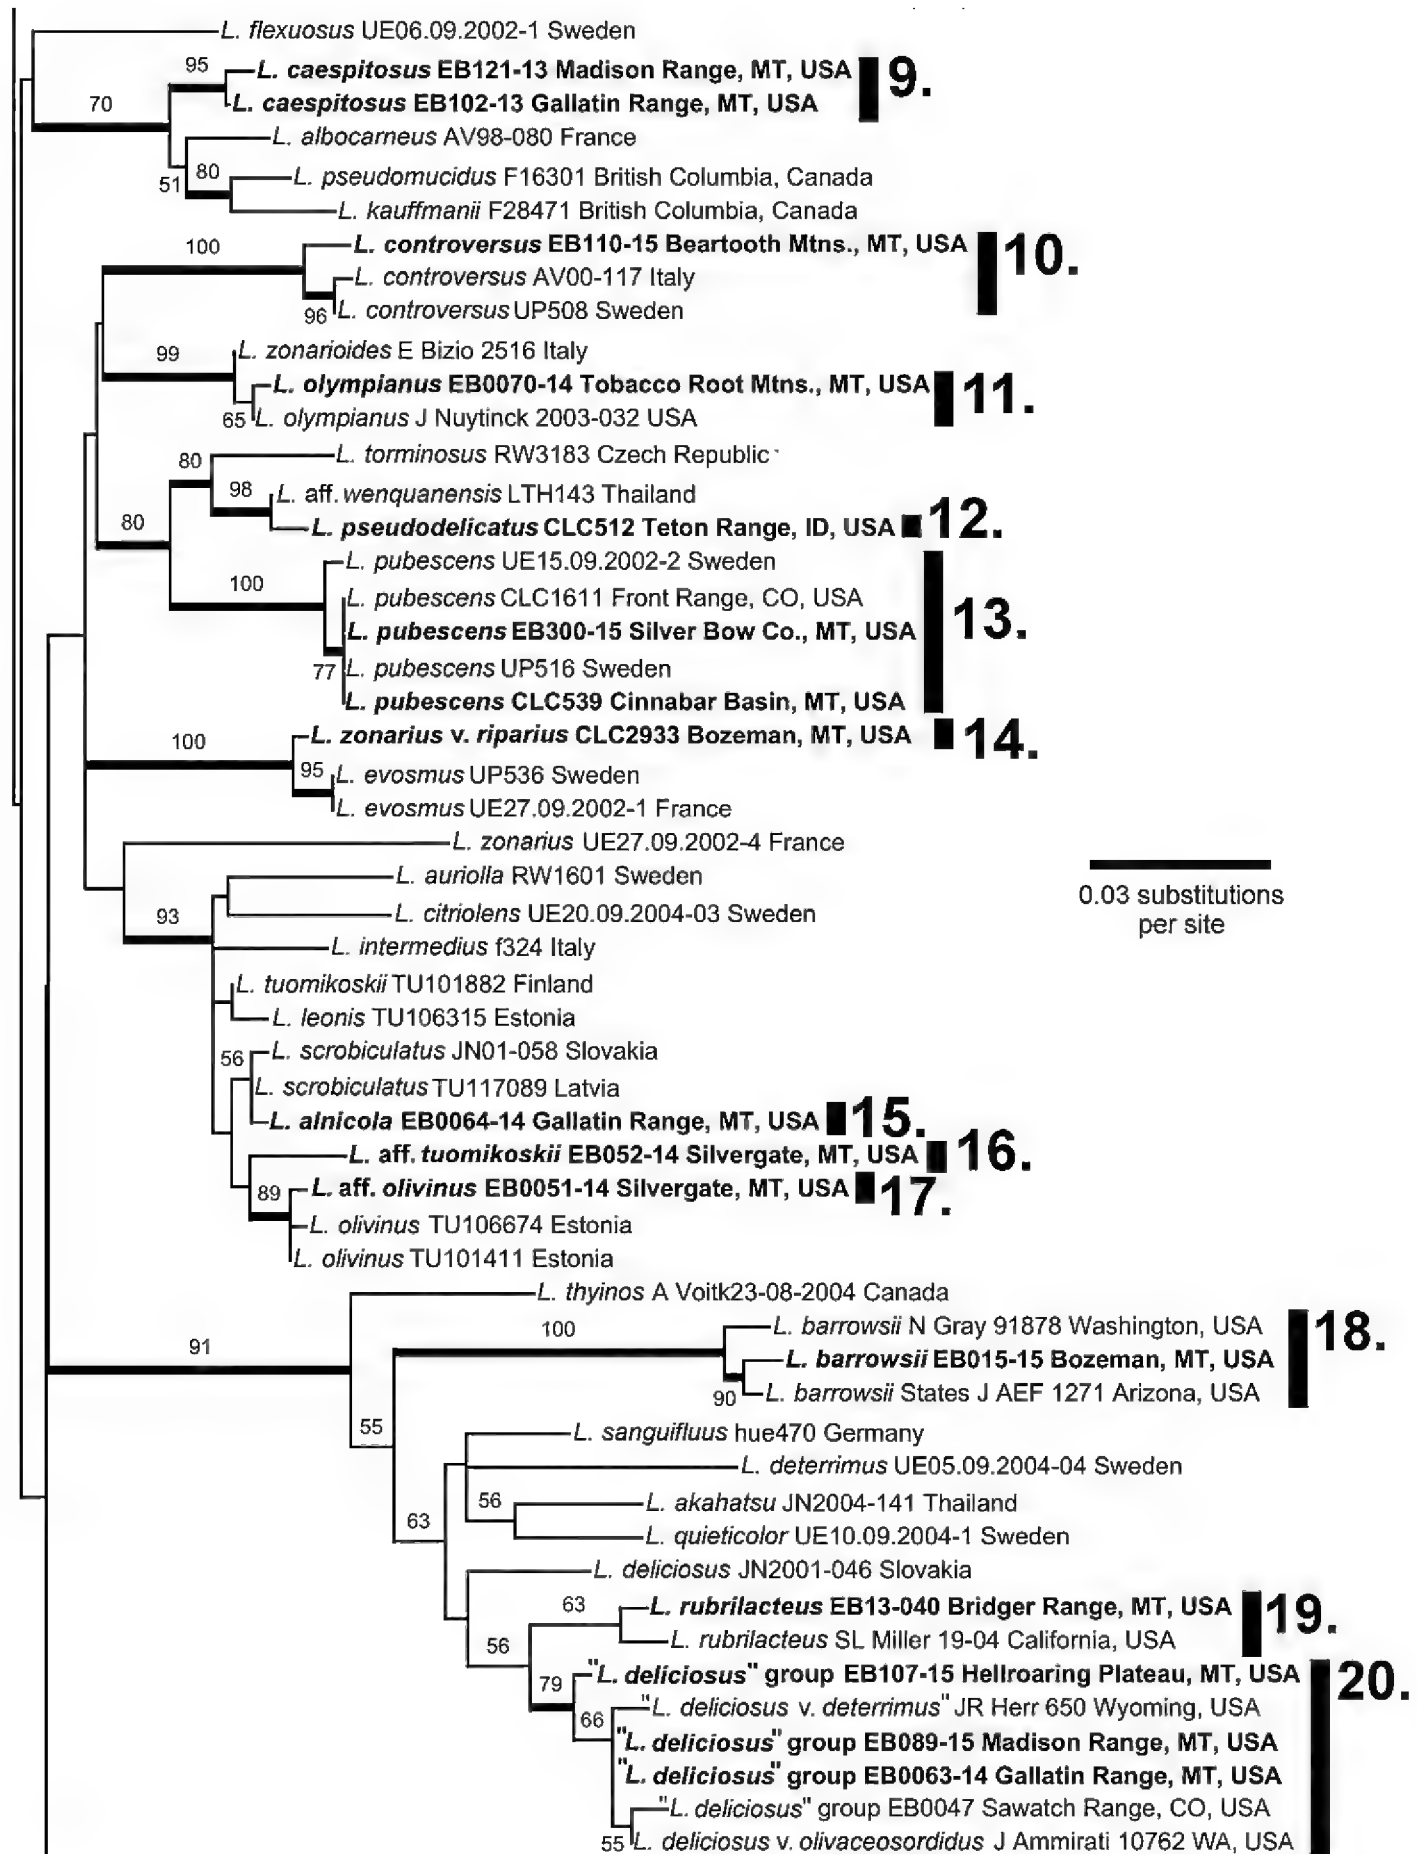 L. flexuosus UE06.09.2002-1 Sweden
95
L. caespitosus EB121-13 Madison Range, MT, USA
9.
70
L. caespitosus EB102-13 Gallatin Range, MT, USA
L. albocarneus AV98-080 France
51
80
L. pseudomucidus F16301 British Columbia, Canada
L. kauffmanii F28471 British Columbia, Canada
100
L. controversus EB110-15 Beartooth Mtns., MT, USA
10.
L. controversus AV00-117 Italy
96
L. controversus UP508 Sweden
99
L. zonarioides E Bizio 2516 Italy
L. olympianus EB0070-14 Tobacco Root Mtns., MT, USA
11.
65
L. olympianus J Nuytinck 2003-032 USA
80
L. torminosus RW3183 Czech Republic
98
L. aff. wenquanensis LTH143 Thailand
80
L. pseudodelicatus CLC512 Teton Range, ID, USA
12.
L. pubescens UE15.09.2002-2 Sweden
100
L. pubescens CLC1611 Front Range, CO, USA
L. pubescens EB300-15 Silver Bow Co., MT, USA
13.
77
L. pubescens UP516 Sweden
L. pubescens CLC539 Cinnabar Basin, MT, USA
100
L. zonarius v. riparius CLC2933 Bozeman, MT, USA
14.
95
L. evosmus UP536 Sweden
L. evosmus UE27.09.2002-1 France
L. zonarius UE27.09.2002-4 France
L. auriolla RW1601 Sweden
0.03 substitutions
per site
93
L. citriolens UE20.09.2004-03 Sweden
L. intermedius f324 Italy
L. tuomikoskii TU101882 Finland
L. leonis TU106315 Estonia
56
L. scrobiculatus JN01-058 Slovakia
L. scrobiculatus TU117089 Latvia
L. alnicola EB0064-14 Gallatin Range, MT, USA
15.
L. aff. tuomikoskii EB052-14 Silvergate, MT, USA
16.
89
L. aff. olivinus EB0051-14 Silvergate, MT, USA
17.
L. olivinus TU106674 Estonia
L. olivinus TU101411 Estonia
L. thyinos A Voitk23-08-2004 Canada
91
100
L. barrowsii N Gray 91878 Washington, USA
18.
L. barrowsii EB015-15 Bozeman, MT, USA
90
L. barrowsii States J AEF 1271 Arizona, USA
55
L. sanguifluus hue470 Germany
L. deterrimus UE05.09.2004-04 Sweden
56
L. akahatsu JN2004-141 Thailand
63
L. quieticolor UE10.09.2004-1 Sweden
L. deliciosus JN2001-046 Slovakia
63
L. rubrilacteus EB13-040 Bridger Range, MT, USA
19.
56
L. rubrilacteus SL Miller 19-04 California, USA
79
"L. deliciosus" group EB107-15 Hellroaring Plateau, MT, USA
20.
66
"L. deliciosus v. deterrimus" JR Herr 650 Wyoming, USA
"L. deliciosus" group EB089-15 Madison Range, MT, USA
"L. deliciosus" group EB0063-14 Gallatin Range, MT, USA
"L. deliciosus" group EB0047 Sawatch Range, CO, USA
55
L. deliciosus v. olivaceosordidus J Ammirati 10762 WA, USA